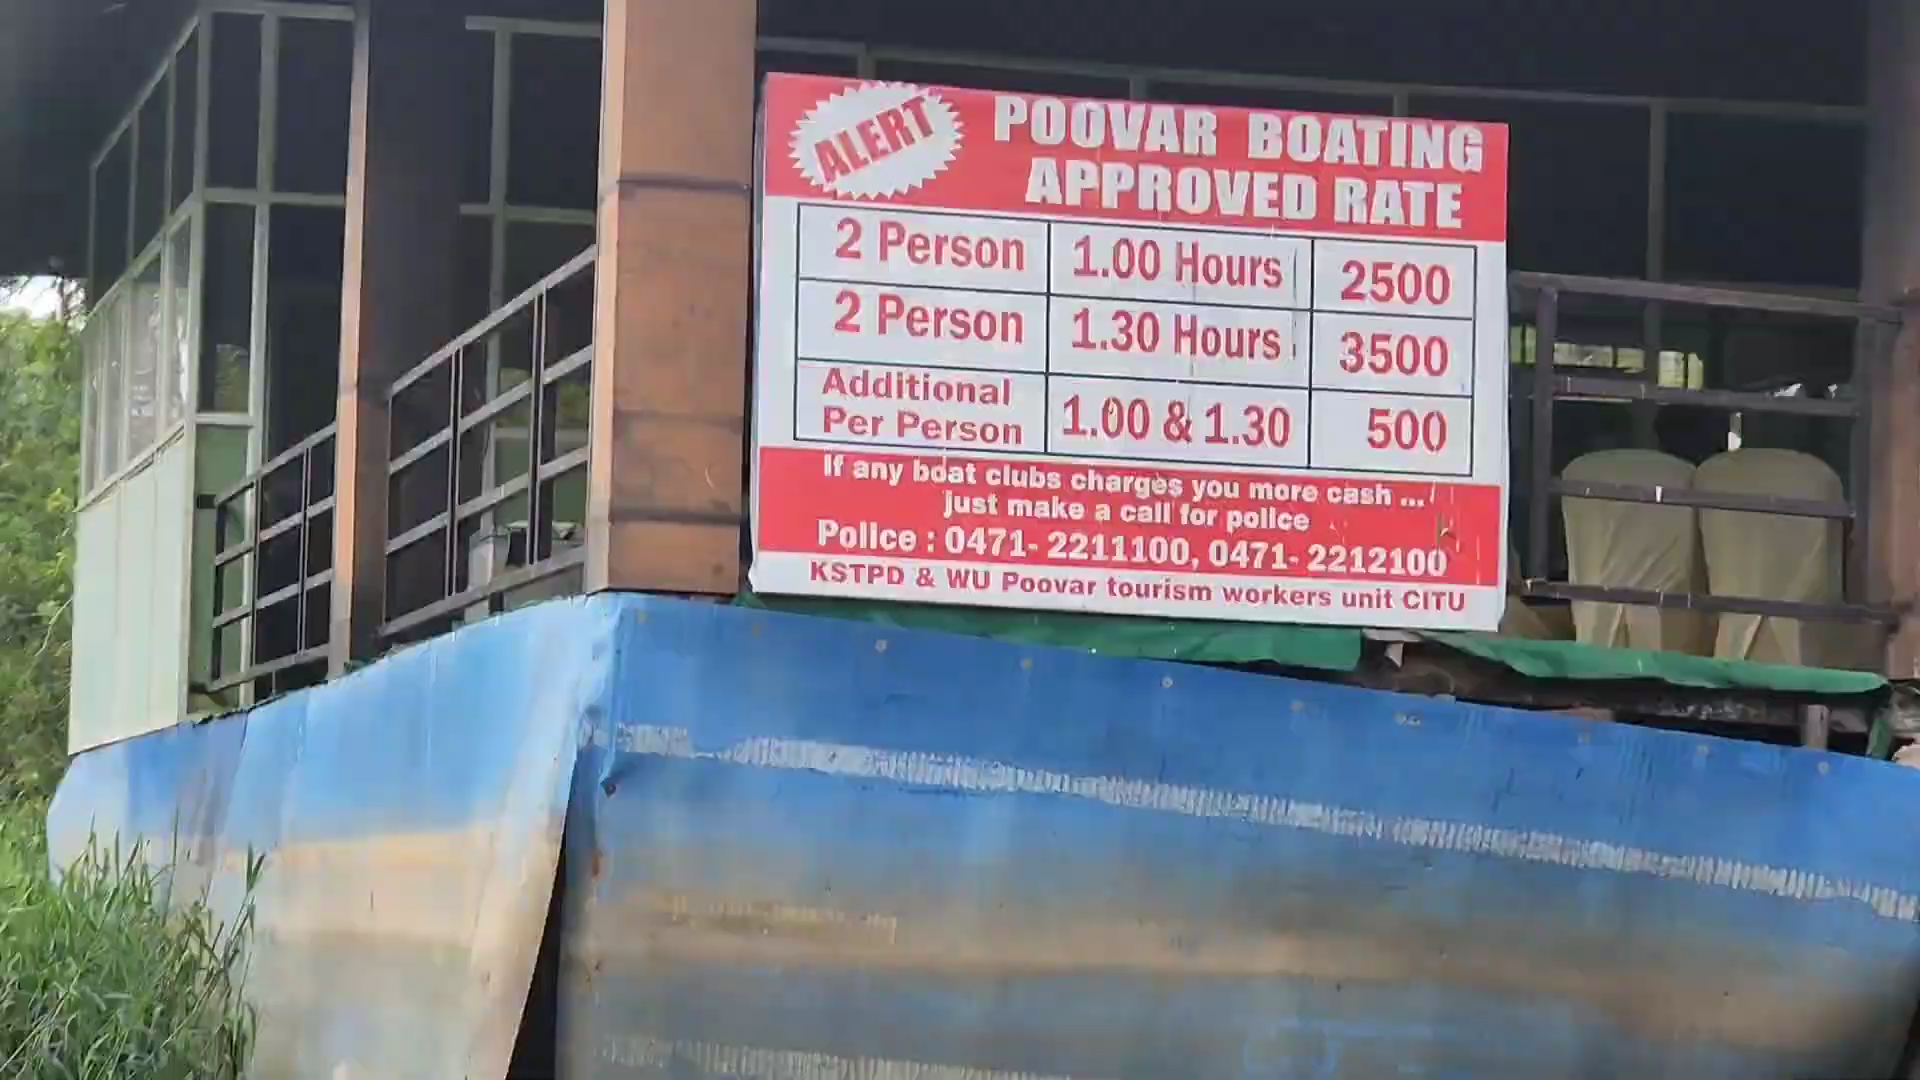 ALERT
POOVAR BOATING
APPROVED RATE
2 Person 1.00 Hours 2500
2 Person 1.30 Hours 3500
Additional
Per Person 1.00 & 1.30 500
If any boat clubs charges you more cash ...
just make a call for police
Police : 0471- 2211100, 0471- 2212100
KSTPD & WU Poovar tourism workers unit CITU